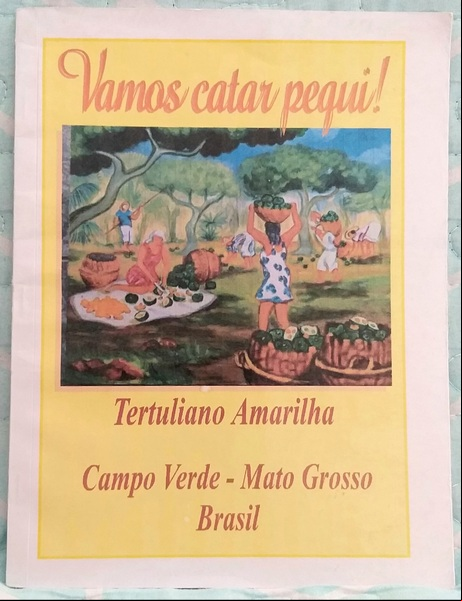 Vamos catar pequi!
Tertuliano Amarilha
Campo Verde - Mato Grosso
Brasil